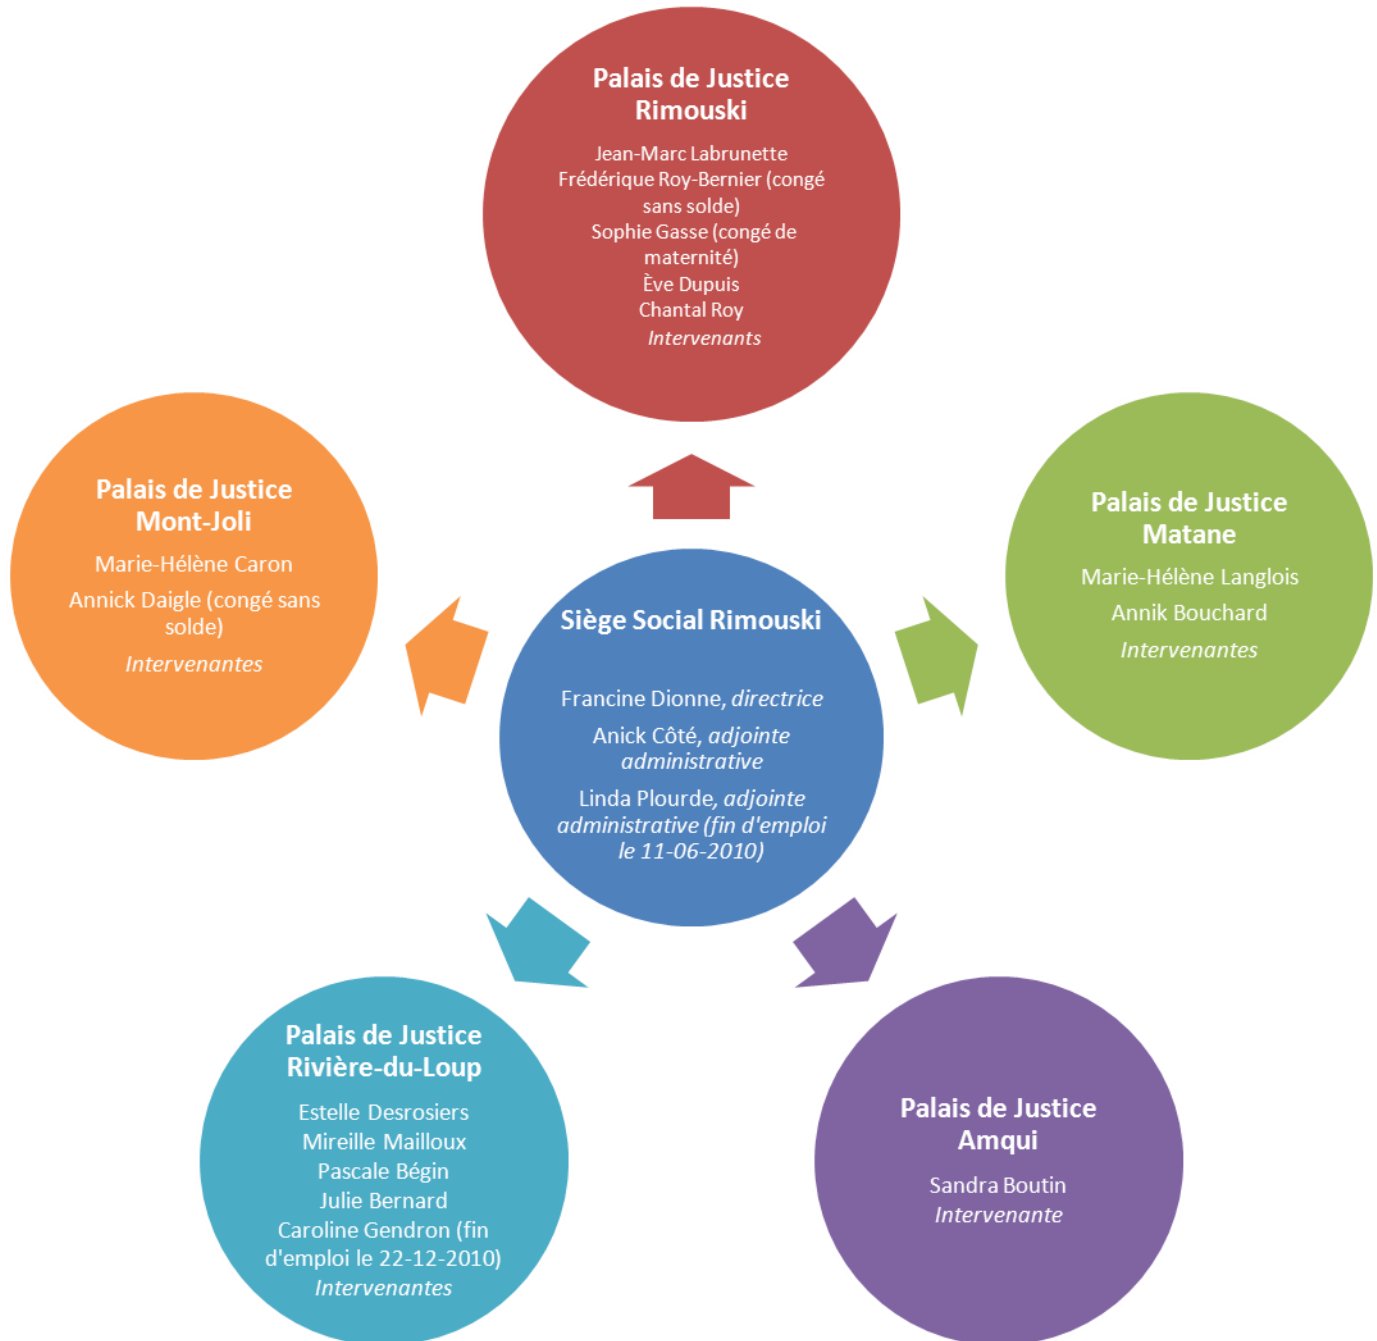 Palais de Justice
Rimouski
Jean-Marc Labrunette
Frédérique Roy-Bernier (congé
sans solde)
Sophie Gasse (congé de
maternité)
Ève Dupuis
Chantal Roy
Intervenants
Palais de Justice
Mont-Joli
Marie-Hélène Caron
Annick Daigle (congé sans
solde)
Intervenantes
Palais de Justice
Matane
Marie-Hélène Langlois
Annik Bouchard
Intervenantes
Siège Social Rimouski
Francine Dionne, directrice
Anick Côté, adjointe
administrative
Linda Plourde, adjointe
administrative (fin d'emploi
le 11-06-2010)
Palais de Justice
Rivière-du-Loup
Estelle Desrosiers
Mireille Mailloux
Pascale Bégin
Julie Bernard
Caroline Gendron (fin
d'emploi le 22-12-2010)
Intervenantes
Palais de Justice
Amqui
Sandra Boutin
Intervenante